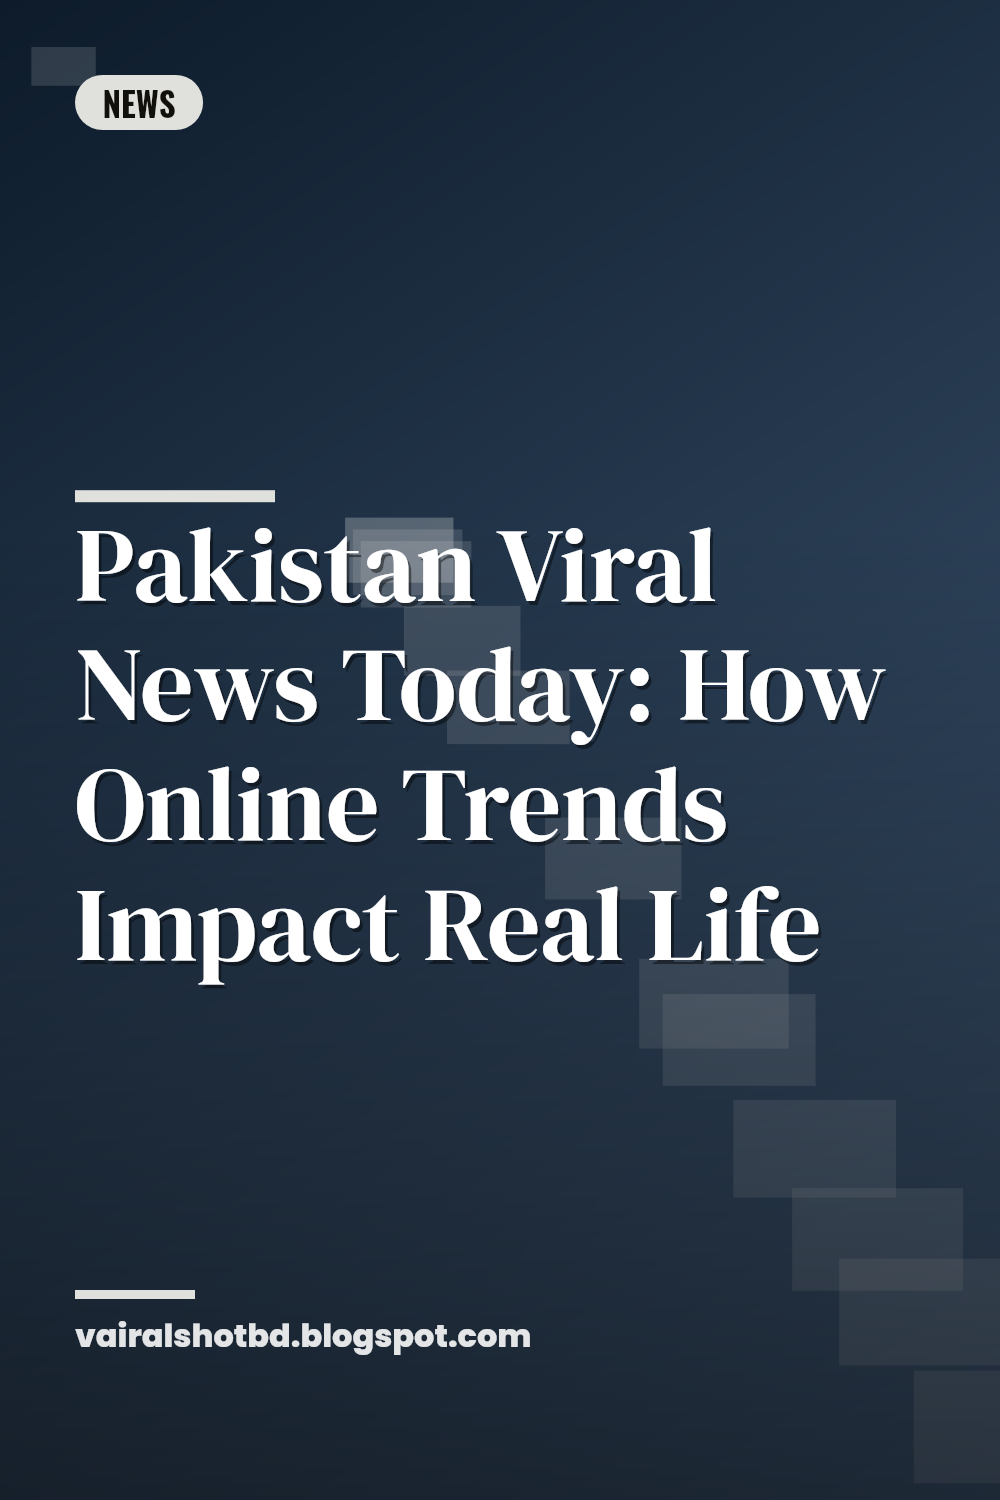 NEWS
Pakistan Viral
News Today: How
Online Trends
Impact Real Life
vairalshotbd.blogspot.com